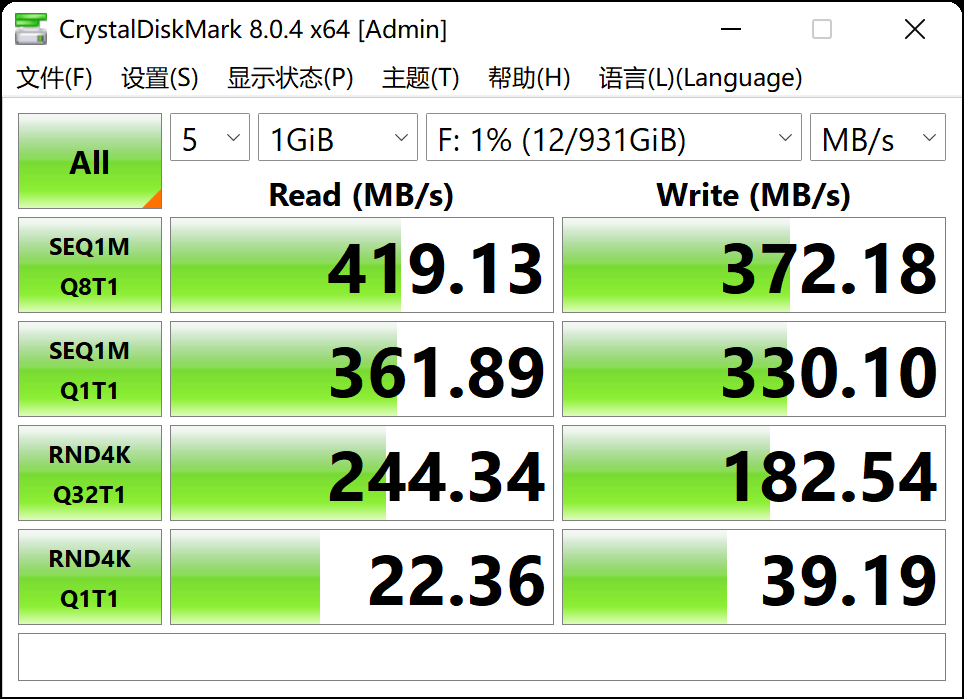 CrystalDiskMark 8.0.4 x64 [Admin]
文件(F) 设置(S) 显示状态(P) 主题(T) 帮助(H) 语言(L)(Language)
All 5 1GiB F: 1% (12/931GiB) MB/s
Read (MB/s) Write (MB/s)
SEQ1M
Q8T1 419.13 372.18
SEQ1M
Q1T1 361.89 330.10
RND4K
Q32T1 244.34 182.54
RND4K
Q1T1 22.36 39.19